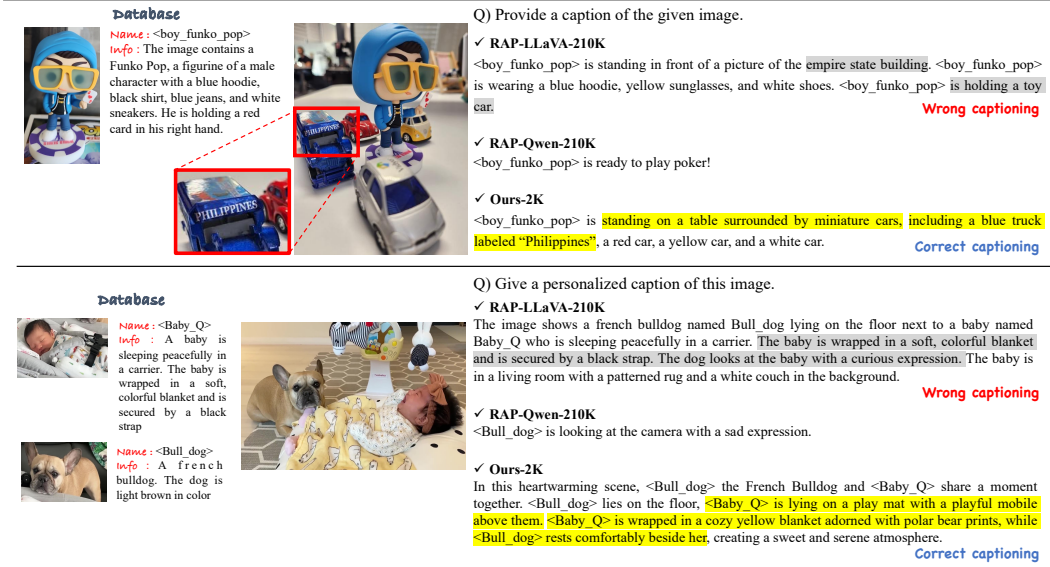 Database
Name : <boy_funko_pop>
Info : The image contains a
Funko Pop, a figurine of a male
character with a blue hoodie,
black shirt, blue jeans, and white
sneakers. He is holding a red
card in his right hand.
PHILIPPINES
PHILIPPINES
Q) Provide a caption of the given image.
✓ RAP-LLaVA-210K
<boy_funko_pop> is standing in front of a picture of the empire state building. <boy_funko_pop>
is wearing a blue hoodie, yellow sunglasses, and white shoes. <boy_funko_pop> is holding a toy
car.
Wrong captioning
✓ RAP-Qwen-210K
<boy_funko_pop> is ready to play poker!
✓ Ours-2K
<boy_funko_pop> is standing on a table surrounded by miniature cars, including a blue truck
labeled “Philippines”, a red car, a yellow car, and a white car.
Correct captioning
Database
Name : <Baby_Q>
Info : A baby is
sleeping peacefully in
a carrier. The baby is
wrapped in a soft,
colorful blanket and is
secured by a black
strap
Name : <Bull_dog>
Info : A french
bulldog. The dog is
light brown in color
Q) Give a personalized caption of this image.
✓ RAP-LLaVA-210K
The image shows a french bulldog named Bull_dog lying on the floor next to a baby named
Baby_Q who is sleeping peacefully in a carrier. The baby is wrapped in a soft, colorful blanket
and is secured by a black strap. The dog looks at the baby with a curious expression. The baby is
in a living room with a patterned rug and a white couch in the background.
Wrong captioning
✓ RAP-Qwen-210K
<Bull_dog> is looking at the camera with a sad expression.
✓ Ours-2K
In this heartwarming scene, <Bull_dog> the French Bulldog and <Baby_Q> share a moment
together. <Bull_dog> lies on the floor, <Baby_Q> is lying on a play mat with a playful mobile
above them. <Baby_Q> is wrapped in a cozy yellow blanket adorned with polar bear prints, while
<Bull_dog> rests comfortably beside her, creating a sweet and serene atmosphere.
Correct captioning